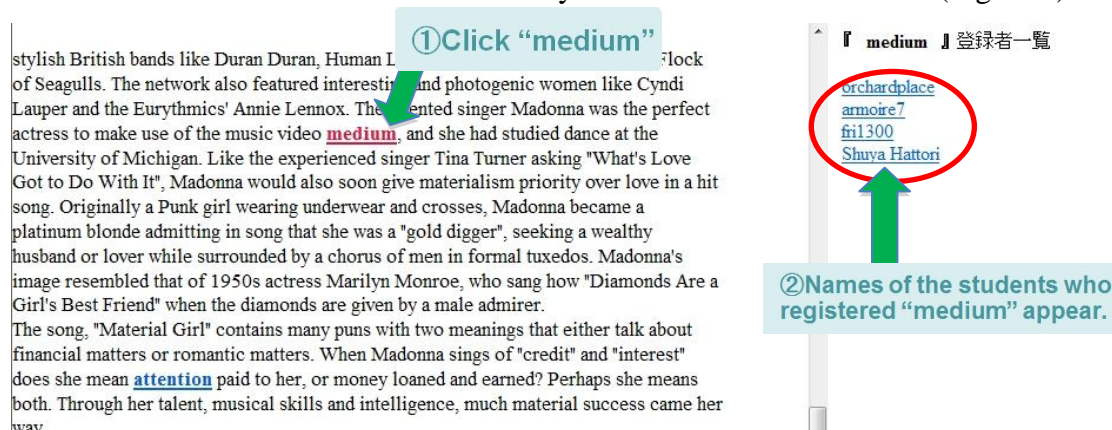 ①Click “medium”
stylish British bands like Duran Duran, Human L Flock
of Seagulls. The network also featured interesting and photogenic women like Cyndi
Lauper and the Eurythmics' Annie Lennox. The ented singer Madonna was the perfect
actress to make use of the music video medium, and she had studied dance at the
University of Michigan. Like the experienced singer Tina Turner asking "What's Love
Got to Do With It", Madonna would also soon give materialism priority over love in a hit
song. Originally a Punk girl wearing underwear and crosses, Madonna became a
platinum blonde admitting in song that she was a "gold digger", seeking a wealthy
husband or lover while surrounded by a chorus of men in formal tuxedos. Madonna's
image resembled that of 1950s actress Marilyn Monroe, who sang how "Diamonds Are a
Girl's Best Friend" when the diamonds are given by a male admirer.
The song, "Material Girl" contains many puns with two meanings that either talk about
financial matters or romantic matters. When Madonna sings of "credit" and "interest"
does she mean attention paid to her, or money loaned and earned? Perhaps she means
both. Through her talent, musical skills and intelligence, much material success came her
way.
『 medium 』登録者一覧
orchardplace
armoire7
fri1300
Shuya Hattori
②Names of the students who
registered “medium” appear.